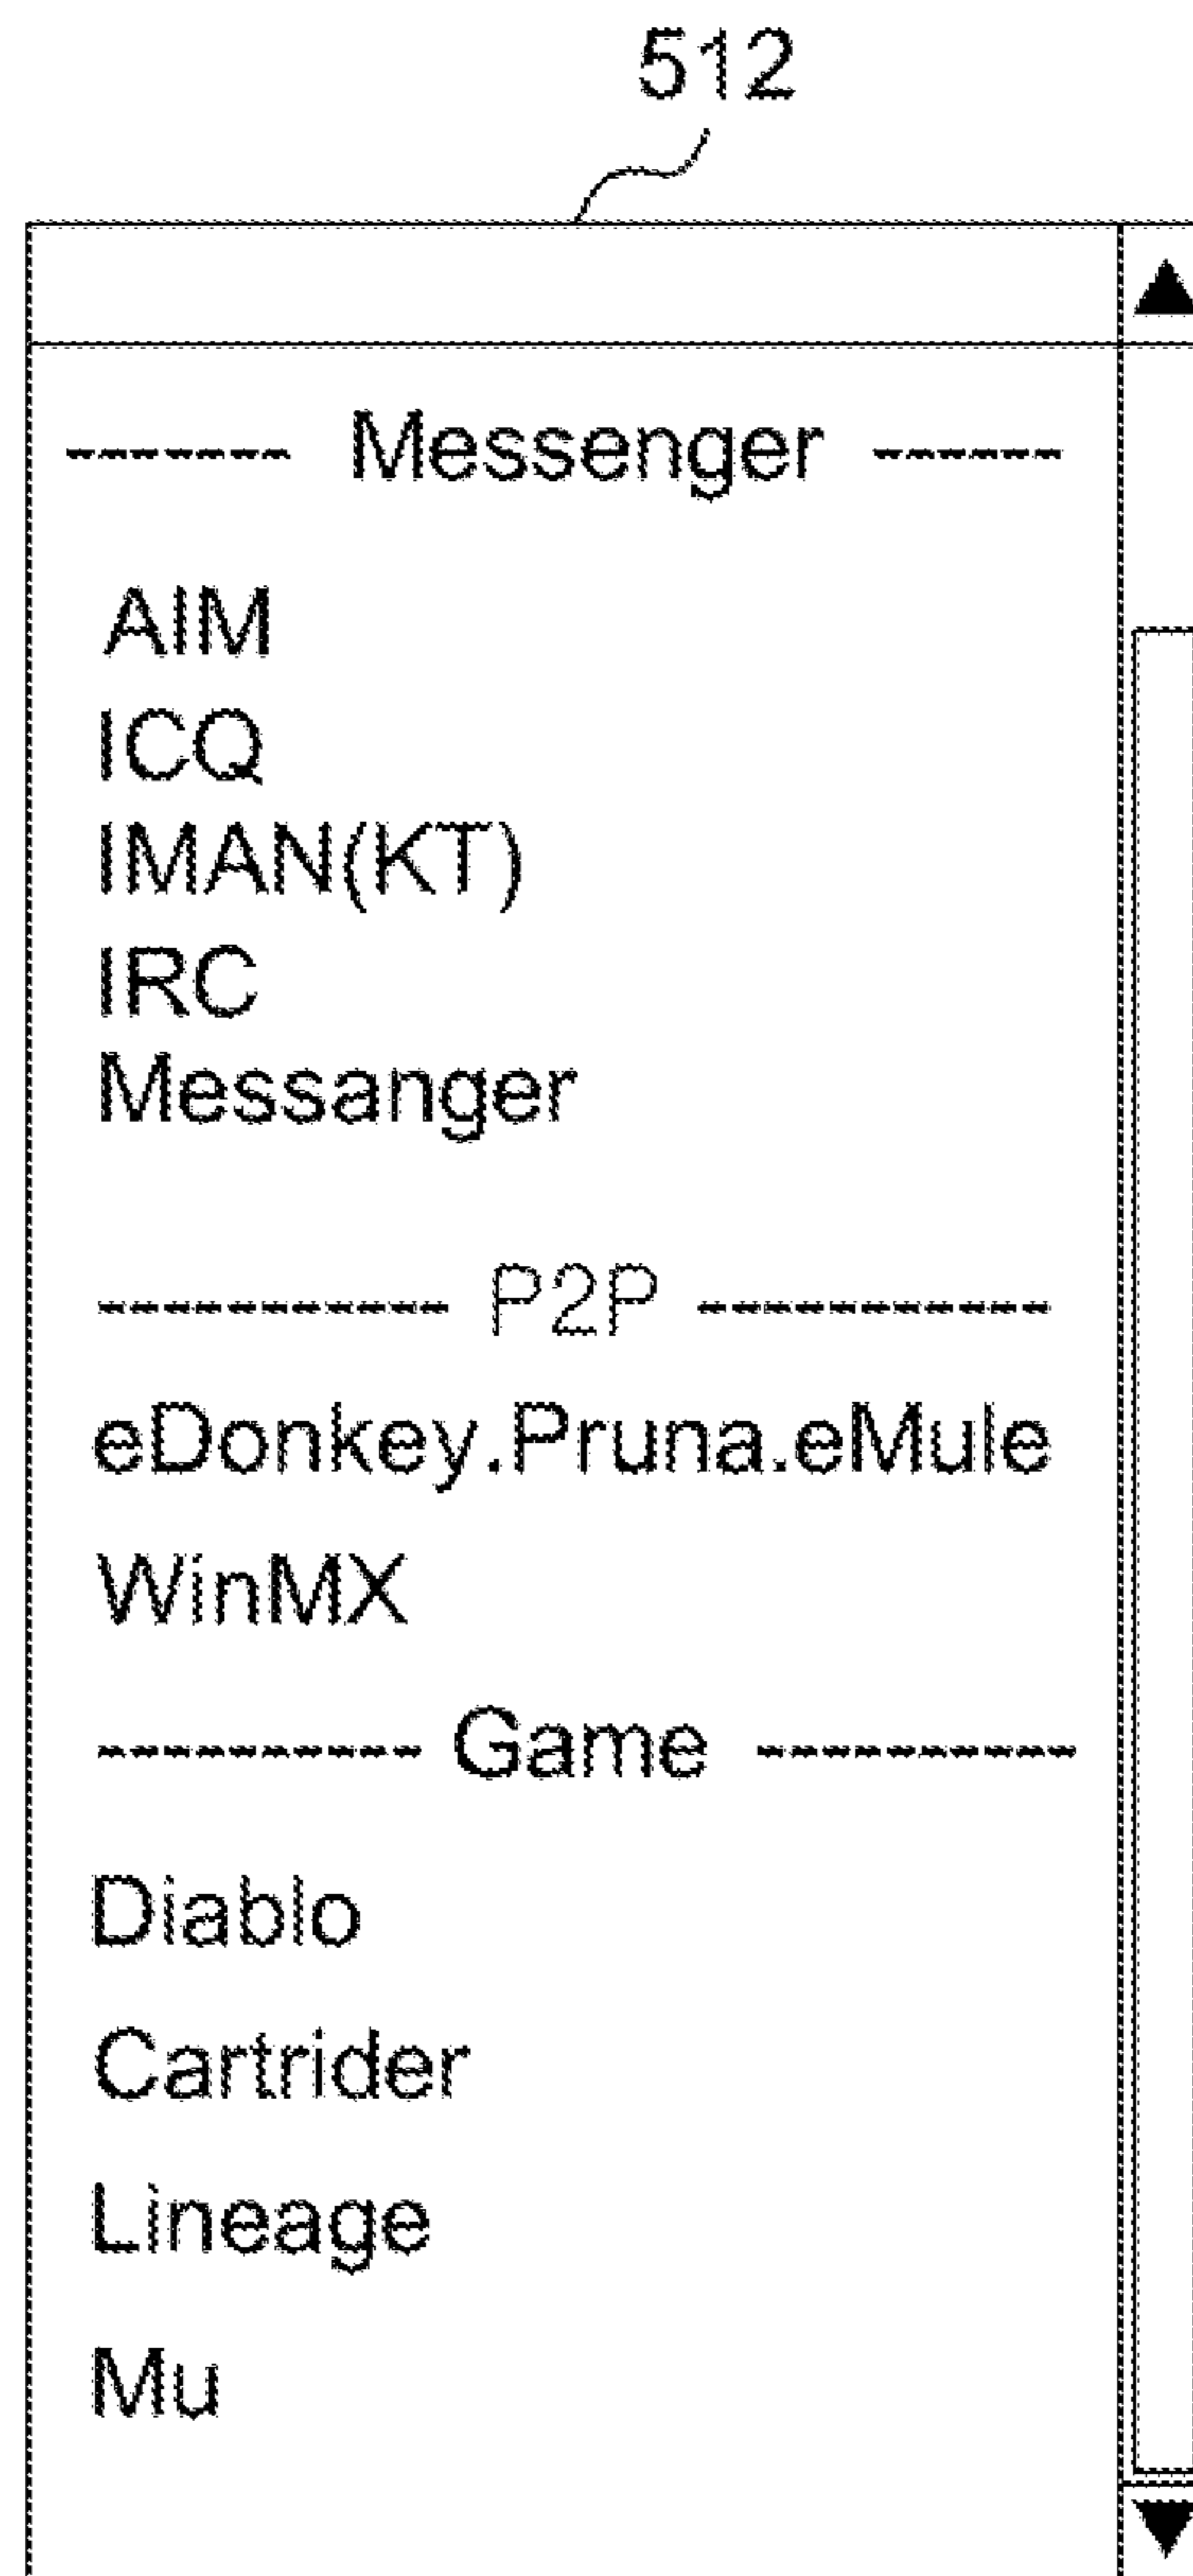 512
------- Messenger ------
AIM
ICQ
IMAN(KT)
IRC
Messanger
----------- P2P -----------
eDonkey.Pruna.eMule
WinMX
---------- Game ----------
Diablo
Cartrider
Lineage
Mu